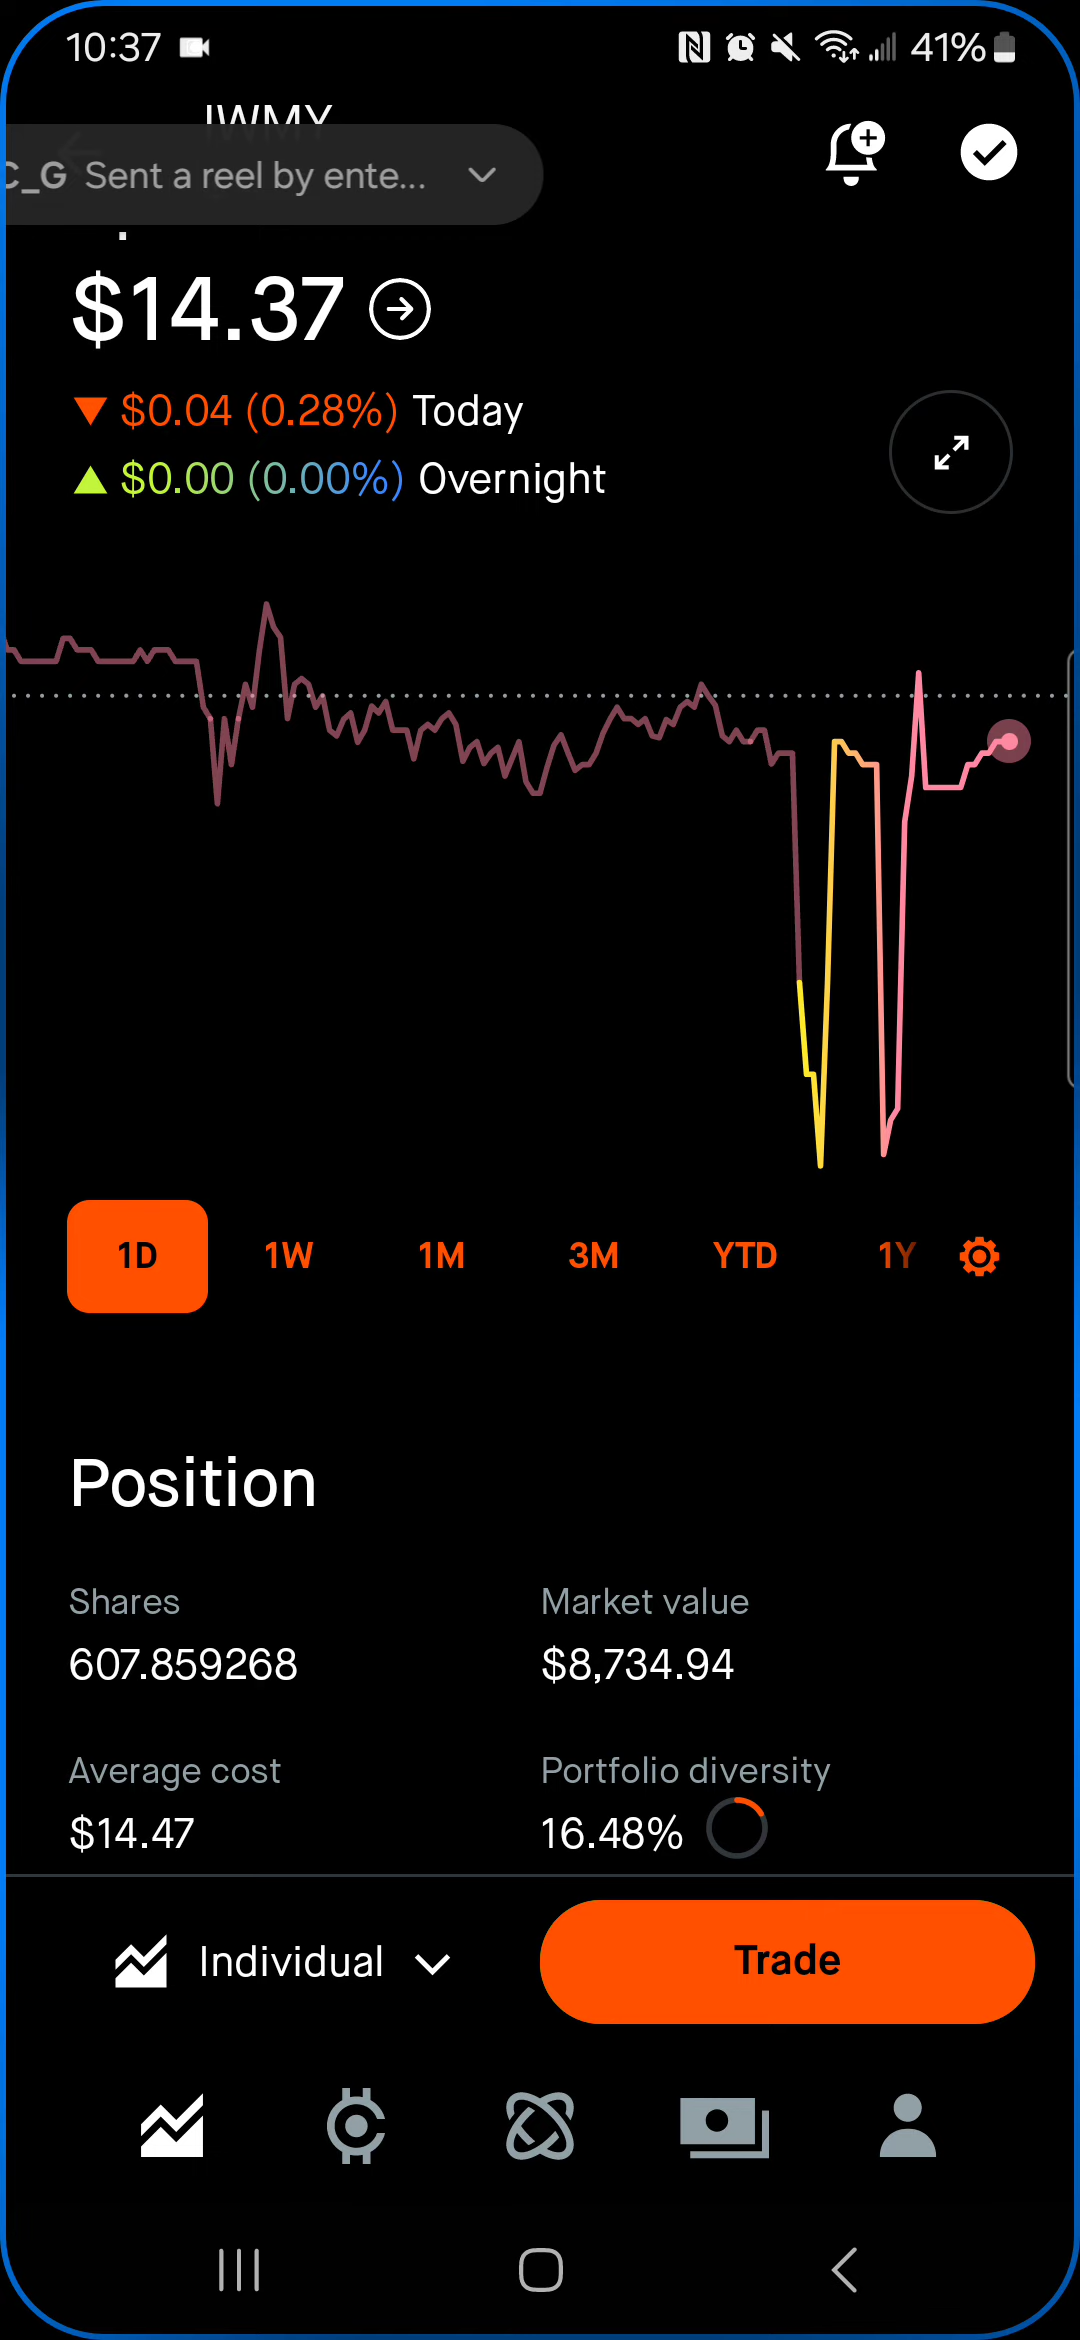 10:37 41%
IWMY
C_G Sent a reel by ente...
$14.37
$0.04 (0.28%) Today
$0.00 (0.00%) Overnight
1D 1W 1M 3M YTD 1Y
Position
Shares Market value
607.859268 $8,734.94
Average cost Portfolio diversity
$14.47 16.48%
Individual Trade